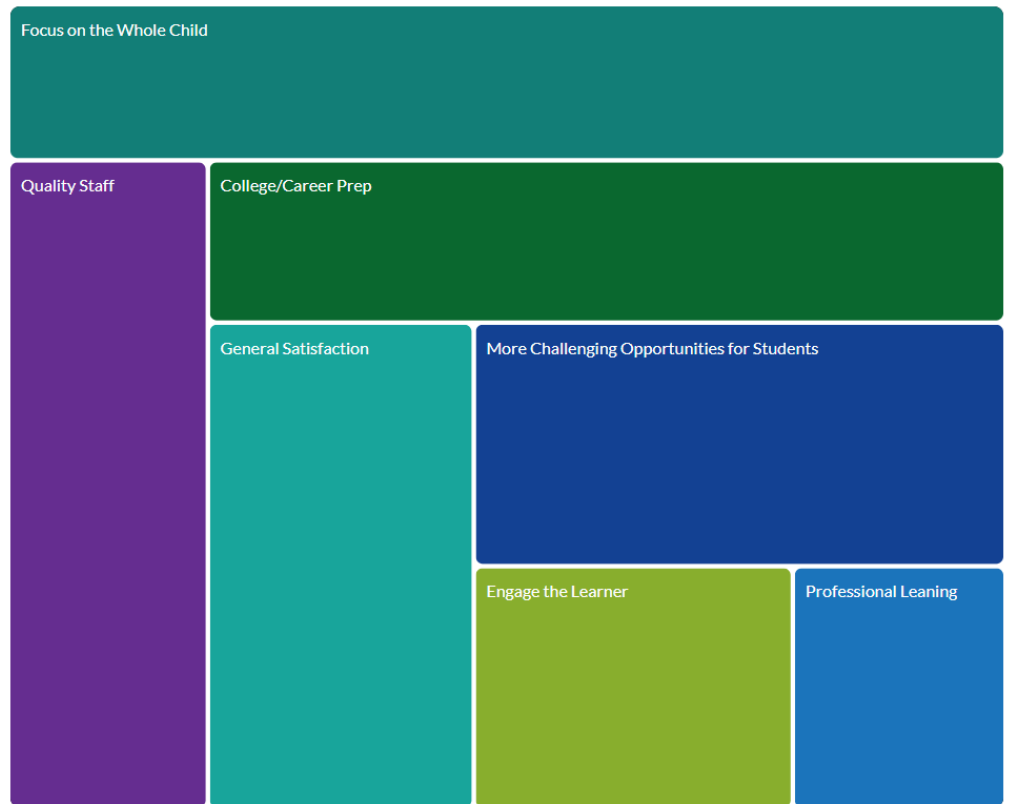 Focus on the Whole Child
Quality Staff
College/Career Prep
General Satisfaction
More Challenging Opportunities for Students
Engage the Learner
Professional Leaning